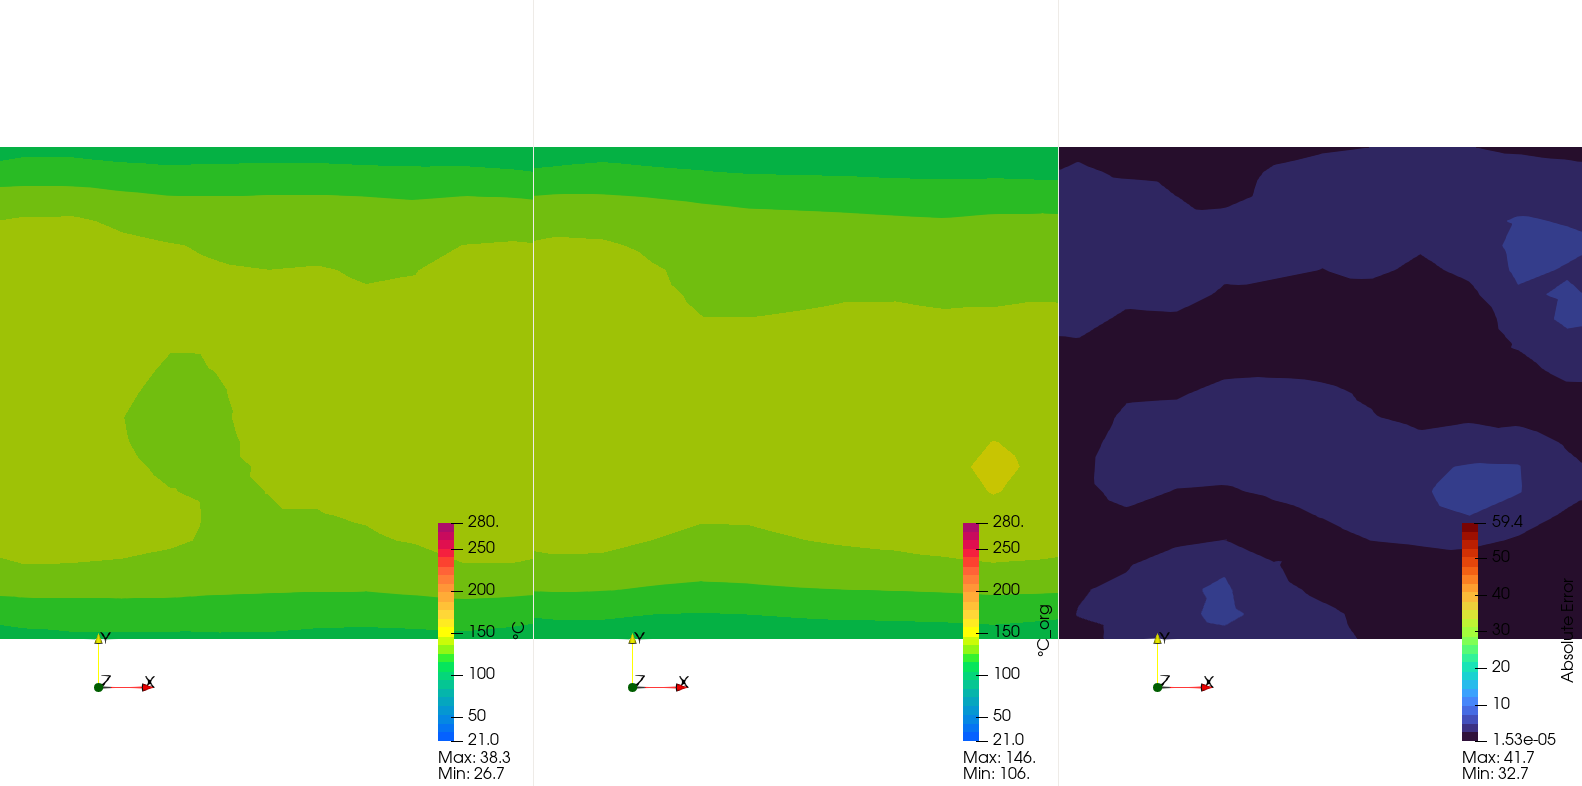 280.
250
200
150
100
50
21.0
°C
Max: 38.3
Min: 26.7
Y
Z
X
280.
250
200
150
100
50
21.0
°C_org
Max: 146.
Min: 106.
Y
Z
X
59.4
50
40
30
20
10
1.53e-05
Absolute Error
Max: 41.7
Min: 32.7
Y
Z
X